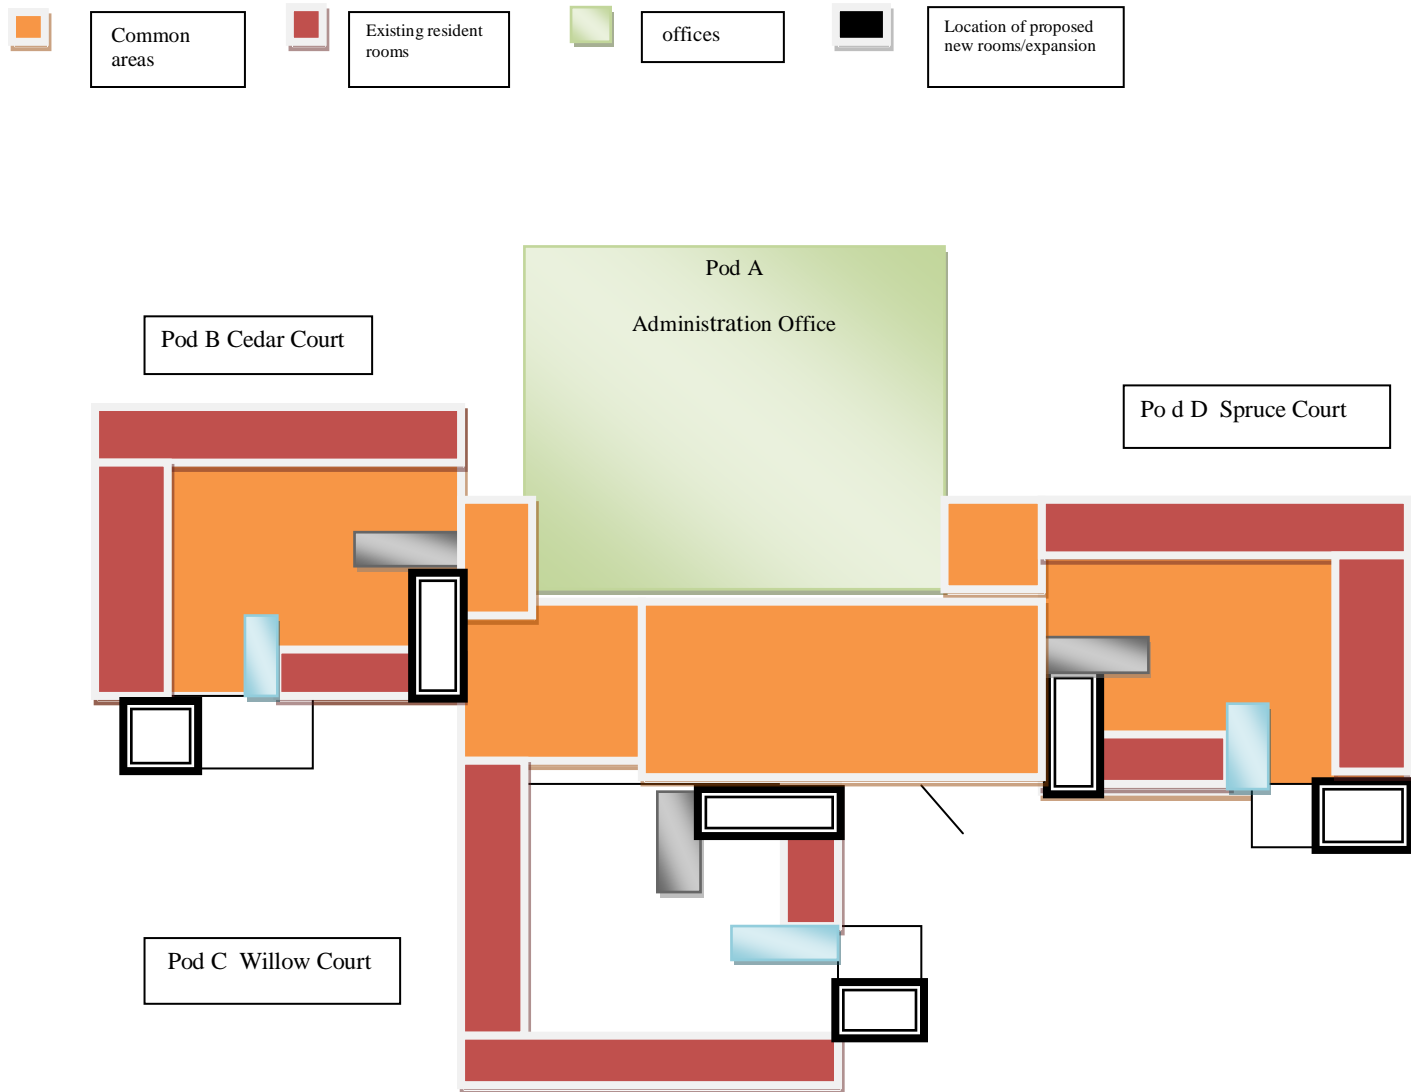 Common
areas
Existing resident
rooms
offices
Location of proposed
new rooms/expansion
Pod A
Administration Office
Pod B Cedar Court
Po d D  Spruce Court
Pod C  Willow Court